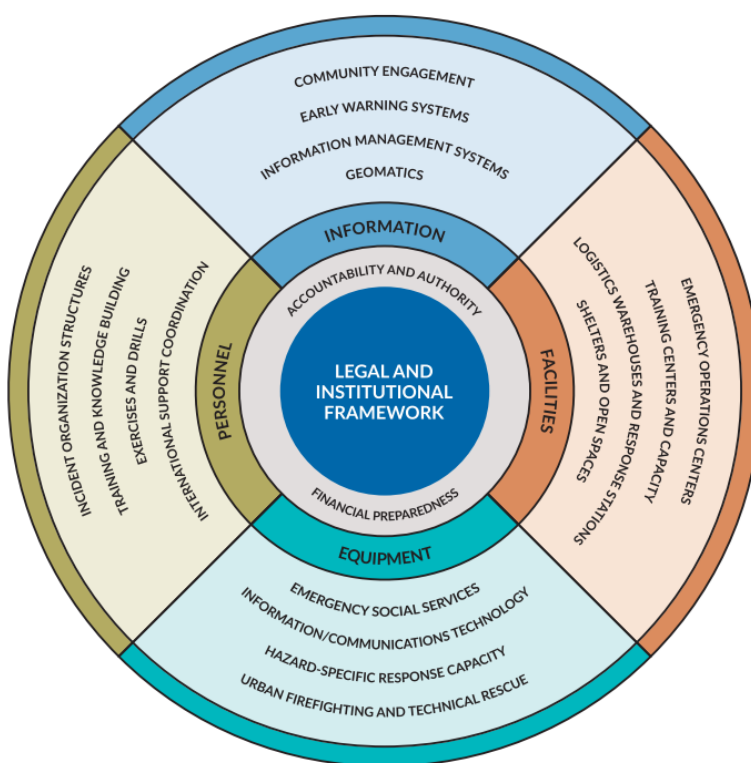 COMMUNITY ENGAGEMENT
EARLY WARNING SYSTEMS
INFORMATION MANAGEMENT SYSTEMS
GEOMATICS
INFORMATION
ACCOUNTABILITY AND AUTHORITY
LEGAL AND
INSTITUTIONAL
FRAMEWORK
FINANCIAL PREPAREDNESS
PERSONNEL
INCIDENT ORGANIZATION STRUCTURES
TRAINING AND KNOWLEDGE BUILDING
EXERCISES AND DRILLS
INTERNATIONAL SUPPORT COORDINATION
FACILITIES
EMERGENCY OPERATIONS CENTERS
TRAINING CENTERS AND CAPACITY
LOGISTICS WAREHOUSES AND RESPONSE STATIONS
SHELTERS AND OPEN SPACES
EQUIPMENT
EMERGENCY SOCIAL SERVICES
INFORMATION/COMMUNICATIONS TECHNOLOGY
HAZARD-SPECIFIC RESPONSE CAPACITY
URBAN FIREFIGHTING AND TECHNICAL RESCUE